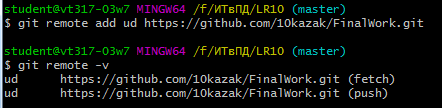 student@vt317-03w7 MINGW64 /f/ИТвПД/LR10 (master)
$ git remote add ud https://github.com/10kazak/FinalWork.git
student@vt317-03w7 MINGW64 /f/ИТвПД/LR10 (master)
$ git remote -v
ud      https://github.com/10kazak/FinalWork.git (fetch)
ud      https://github.com/10kazak/FinalWork.git (push)